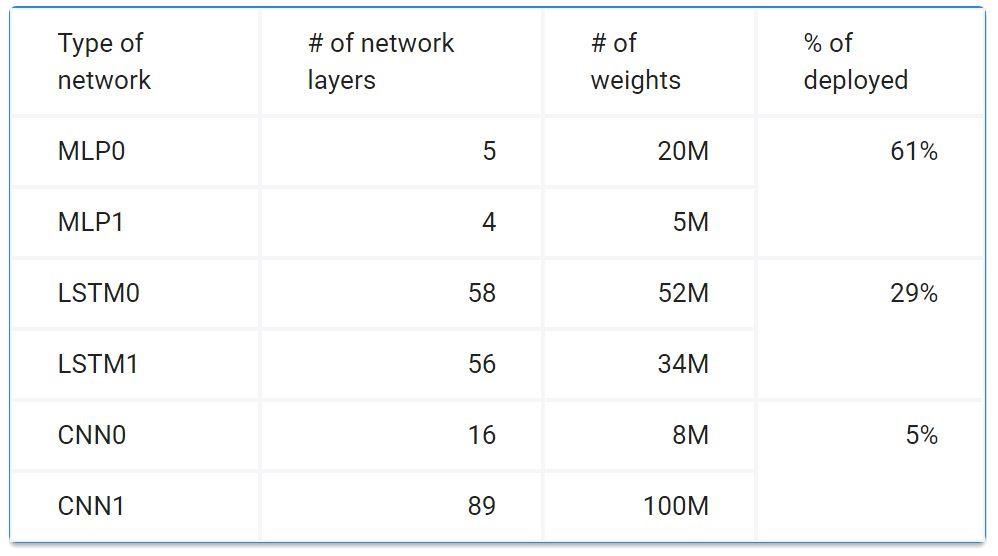 Type of network # of network layers # of weights % of deployed
MLP0 5 20M 61%
MLP1 4 5M
LSTM0 58 52M 29%
LSTM1 56 34M
CNN0 16 8M 5%
CNN1 89 100M